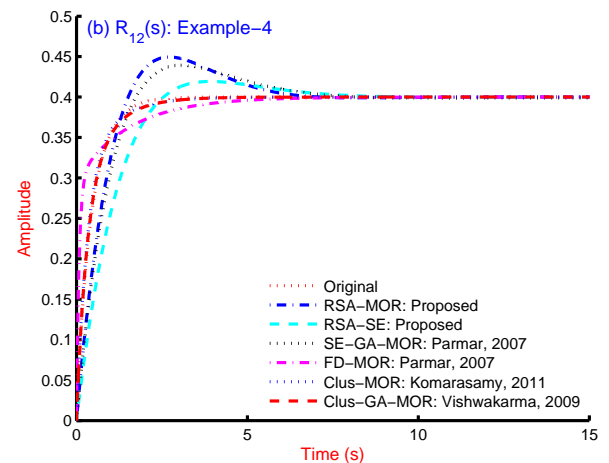 (b) R12(s): Example−4
0.5
0.45
0.4
0.35
0.3
0.25
0.2
0.15
0.1
0.05
0
Amplitude
Original
RSA−MOR: Proposed
RSA−SE: Proposed
SE−GA−MOR: Parmar, 2007
FD−MOR: Parmar, 2007
Clus−MOR: Komarasamy, 2011
Clus−GA−MOR: Vishwakarma, 2009
0 5 10 15
Time (s)